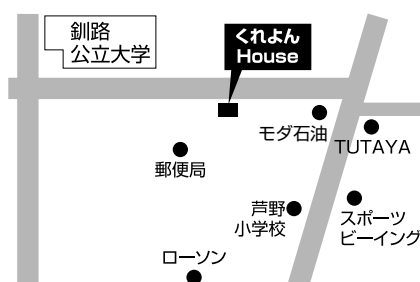 釧路
公立大学
くれよん
House
モダ石油
TUTAYA
郵便局
芦野
小学校
スポーツ
ビーイング
ローソン